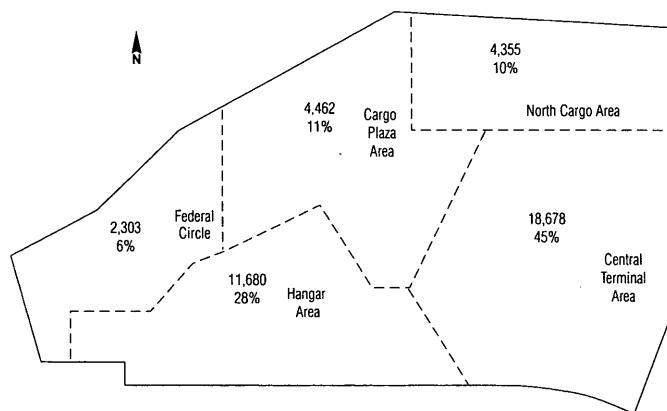 4,355
10%
N
North Cargo Area
4,462
11%
Cargo
Plaza
Area
2,303
6%
Federal
Circle
18,678
45%
Central
Terminal
Area
11,680
28%
Hangar
Area